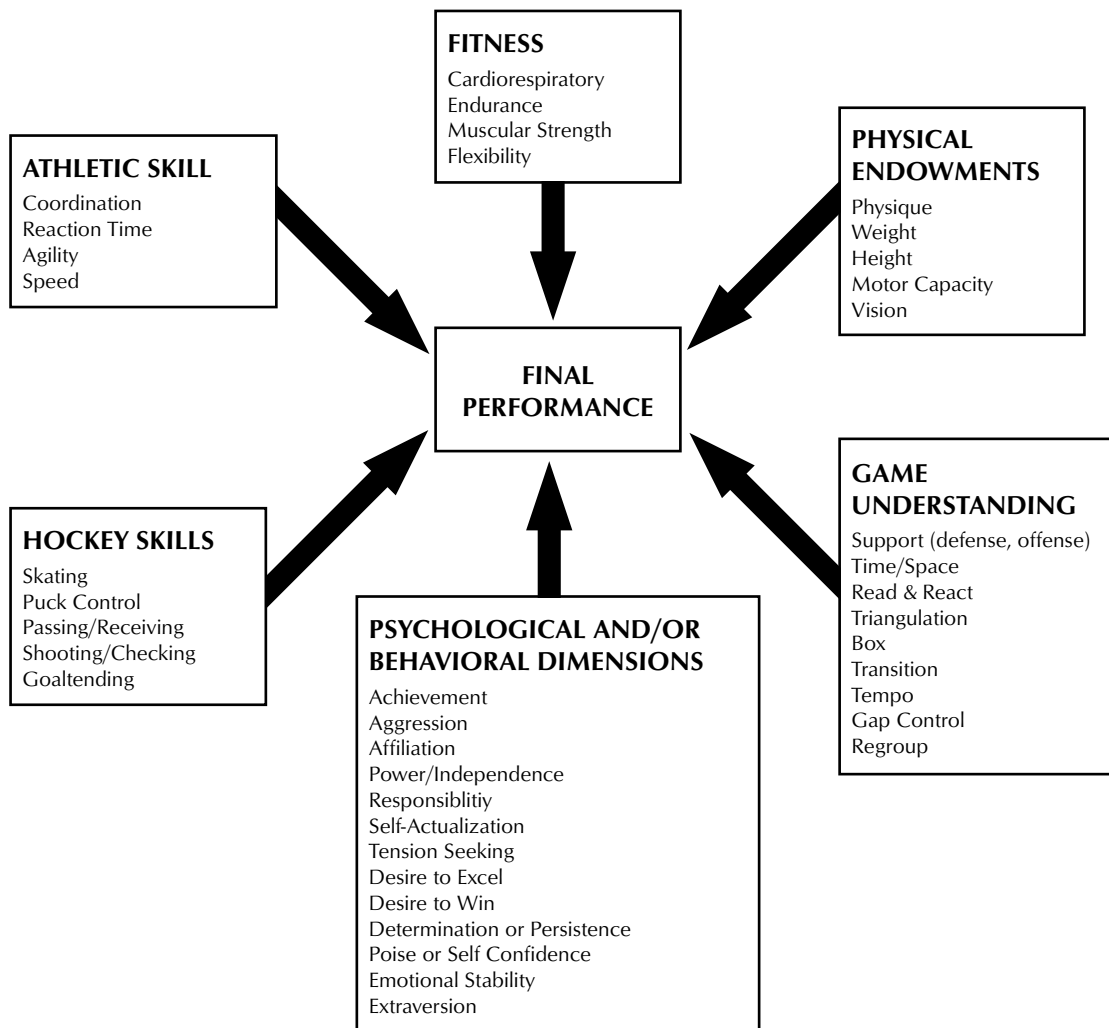 FITNESS
Cardiorespiratory
Endurance
Muscular Strength
Flexibility
ATHLETIC SKILL
Coordination
Reaction Time
Agility
Speed
PHYSICAL
ENDOWMENTS
Physique
Weight
Height
Motor Capacity
Vision
FINAL
PERFORMANCE
HOCKEY SKILLS
Skating
Puck Control
Passing/Receiving
Shooting/Checking
Goaltending
PSYCHOLOGICAL AND/OR
BEHAVIORAL DIMENSIONS
Achievement
Aggression
Affiliation
Power/Independence
Responsiblitiy
Self-Actualization
Tension Seeking
Desire to Excel
Desire to Win
Determination or Persistence
Poise or Self Confidence
Emotional Stability
Extraversion
GAME
UNDERSTANDING
Support (defense, offense)
Time/Space
Read & React
Triangulation
Box
Transition
Tempo
Gap Control
Regroup